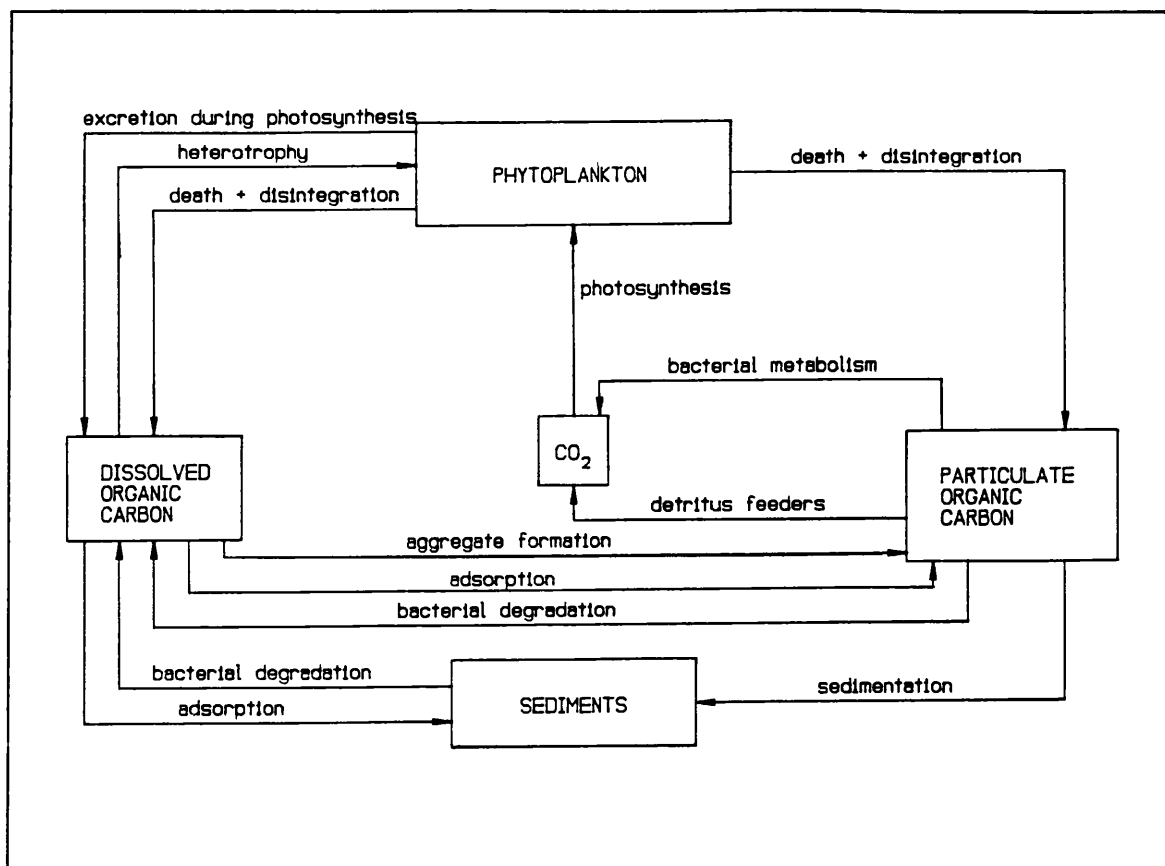 excretion during photosynthesis
heterotrophy
death + disintegration
PHYTOPLANKTON
death + disintegration
photosynthesis
bacterial metabolism
DISSOLVED
ORGANIC
CARBON
CO₂
PARTICULATE
ORGANIC
CARBON
detritus feeders
aggregate formation
adsorption
bacterial degradation
bacterial degradation
adsorption
SEDIMENTS
sedimentation